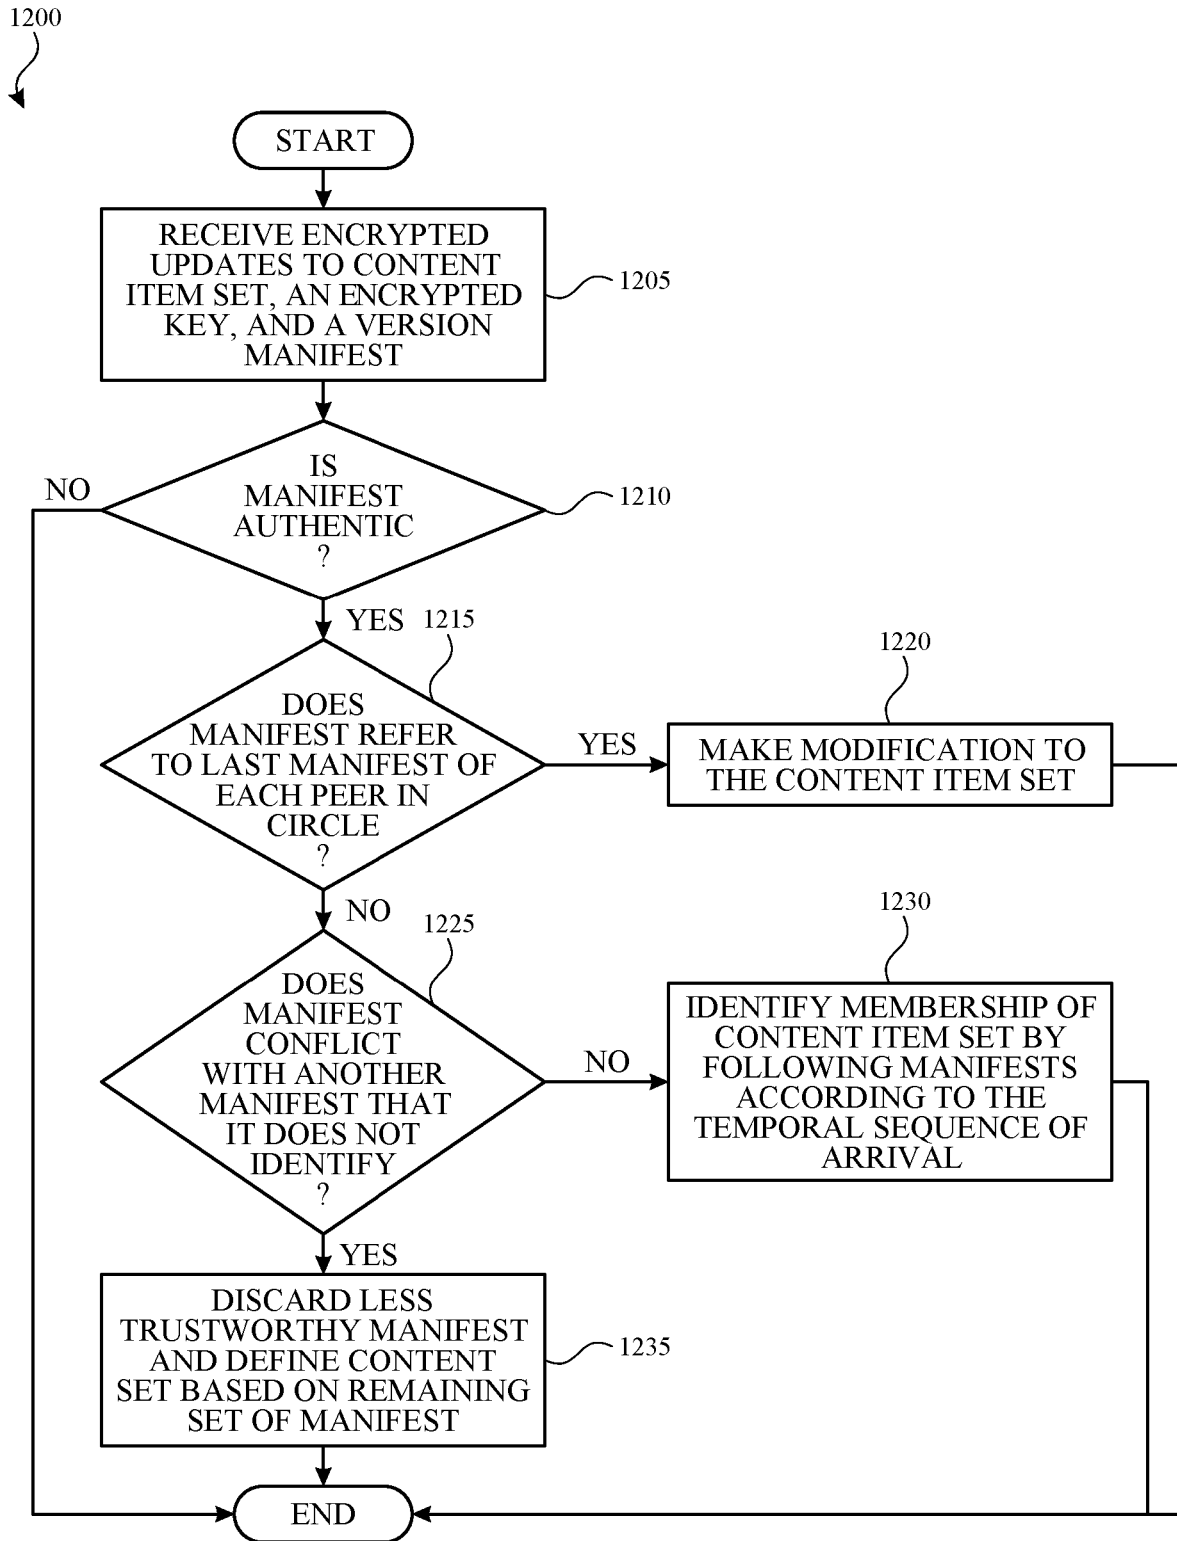 1200
START
RECEIVE ENCRYPTED
UPDATES TO CONTENT
ITEM SET, AN ENCRYPTED
KEY, AND A VERSION
MANIFEST
1205
IS
MANIFEST
AUTHENTIC
?
1210
NO
YES
1215
DOES
MANIFEST REFER
TO LAST MANIFEST OF
EACH PEER IN
CIRCLE
?
YES
1220
MAKE MODIFICATION TO
THE CONTENT ITEM SET
NO
1225
DOES
MANIFEST
CONFLICT
WITH ANOTHER
MANIFEST THAT
IT DOES NOT
IDENTIFY
?
NO
1230
IDENTIFY MEMBERSHIP OF
CONTENT ITEM SET BY
FOLLOWING MANIFESTS
ACCORDING TO THE
TEMPORAL SEQUENCE OF
ARRIVAL
YES
DISCARD LESS
TRUSTWORTHY MANIFEST
AND DEFINE CONTENT
SET BASED ON REMAINING
SET OF MANIFEST
1235
END